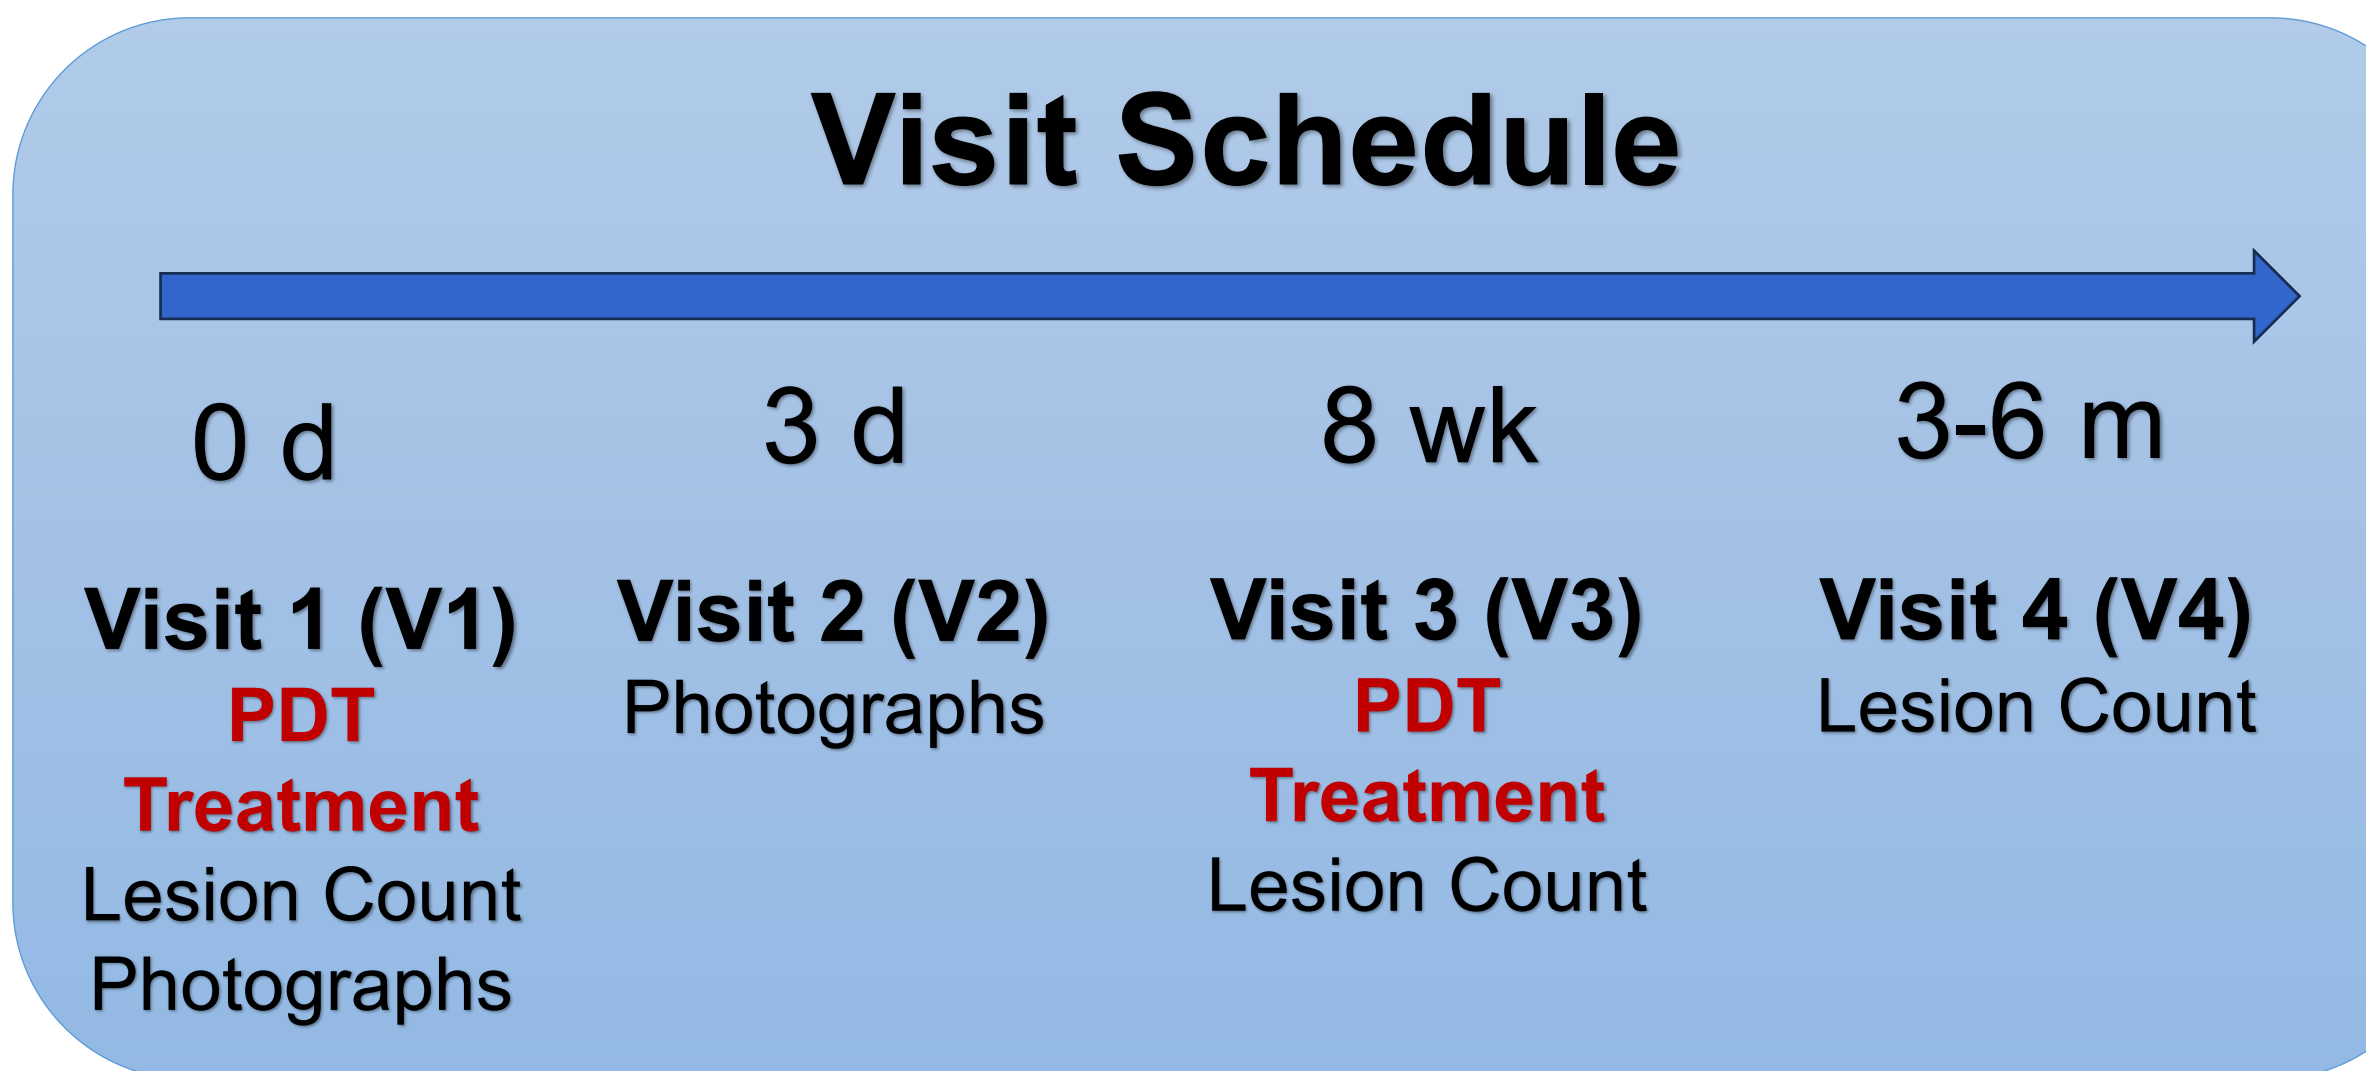 Visit Schedule
0 d
3 d
8 wk
3-6 m
Visit 1 (V1)
PDT
Treatment
Lesion Count
Photographs
Visit 2 (V2)
Photographs
Visit 3 (V3)
PDT
Treatment
Lesion Count
Visit 4 (V4)
Lesion Count